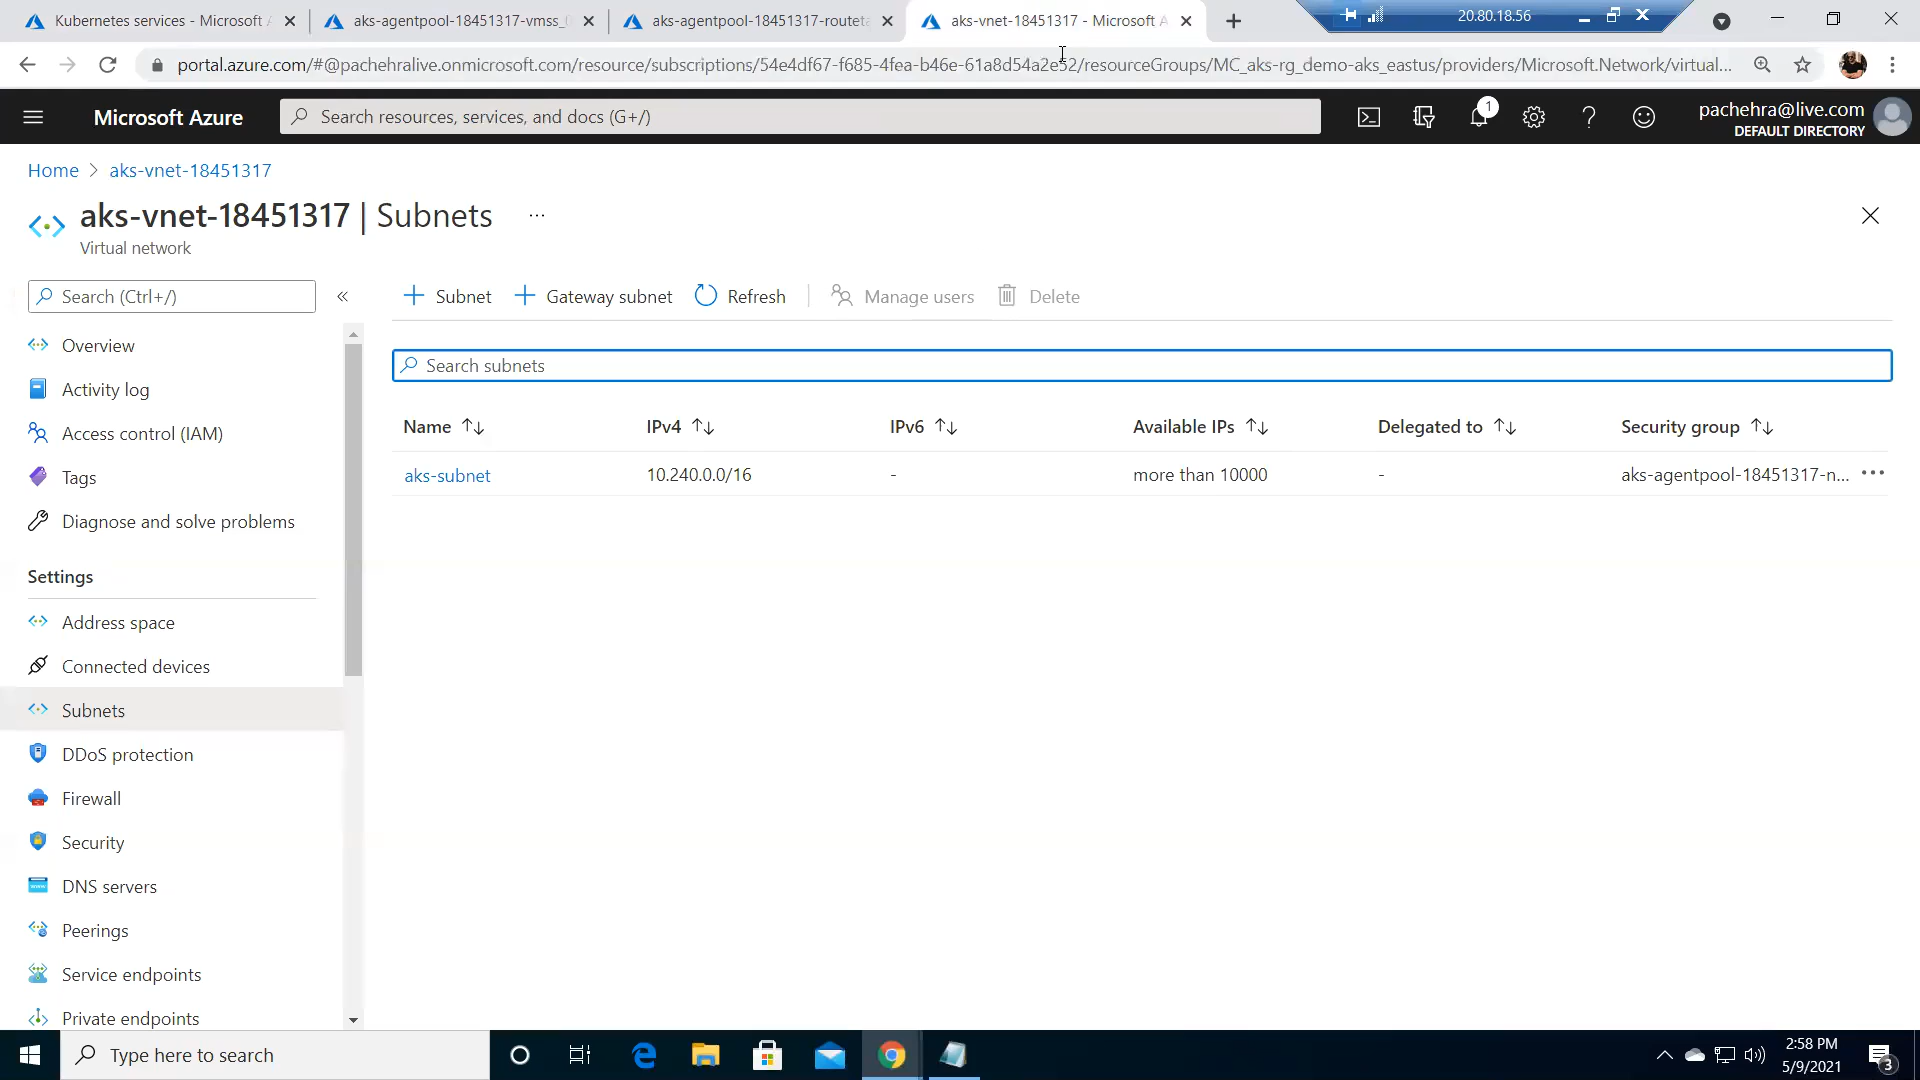 Kubernetes services - Microsoft A
aks-agentpool-18451317-vmss_0
aks-agentpool-18451317-routeta
aks-vnet-18451317 - Microsoft A
20.80.18.56
portal.azure.com/#@pachehralive.onmicrosoft.com/resource/subscriptions/54e4df67-f685-4fea-b46e-61a8d54a2e52/resourceGroups/MC_aks-rg_demo-aks_eastus/providers/Microsoft.Network/virtual...
Microsoft Azure
Search resources, services, and docs (G+/)
1
pachehra@live.com
DEFAULT DIRECTORY
Home > aks-vnet-18451317
aks-vnet-18451317 | Subnets ...
Virtual network
Search (Ctrl+/)
«
+ Subnet
+ Gateway subnet
Refresh
Manage users
Delete
Overview
Activity log
Access control (IAM)
Tags
Diagnose and solve problems
Settings
Address space
Connected devices
Subnets
DDoS protection
Firewall
Security
DNS servers
Peerings
Service endpoints
Private endpoints
Search subnets
Name IPv4 IPv6 Available IPs Delegated to Security group
aks-subnet 10.240.0.0/16 - more than 10000 - aks-agentpool-18451317-n... ...
Type here to search
2:58 PM
5/9/2021
3